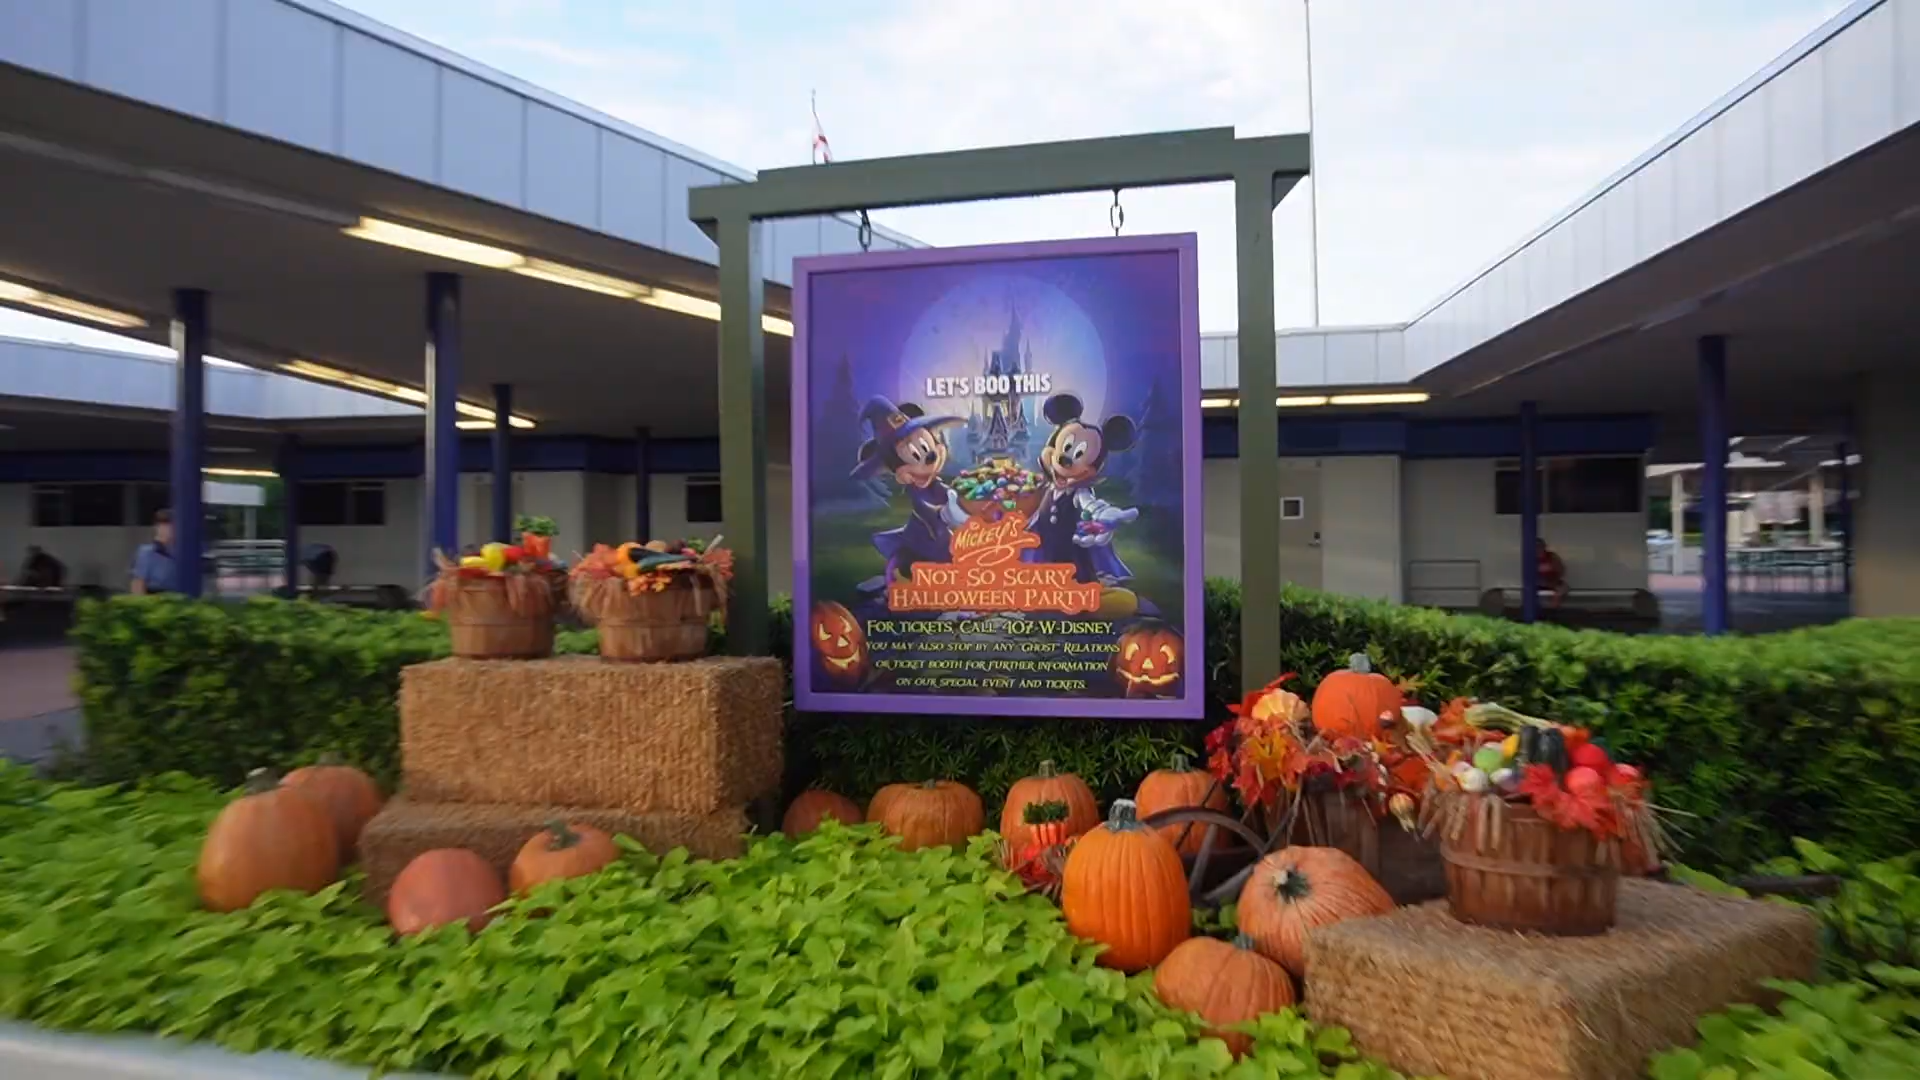 LET'S BOO THIS
MICKEY'S
NOT SO SCARY
HALLOWEEN PARTY!
FOR TICKETS, CALL 407-W-DISNEY.
YOU MAY ALSO STOP BY ANY "GHOST" RELATIONS
OR TICKET BOOTH FOR FURTHER INFORMATION
ON OUR SPECIAL EVENT AND TICKETS.